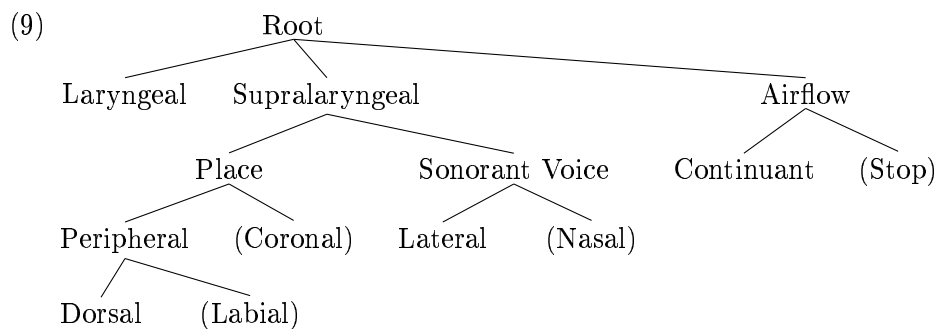 (9) Root
Laryngeal Supralaryngeal Airflow
Place Sonorant Voice Continuant (Stop)
Peripheral (Coronal) Lateral (Nasal)
Dorsal (Labial)